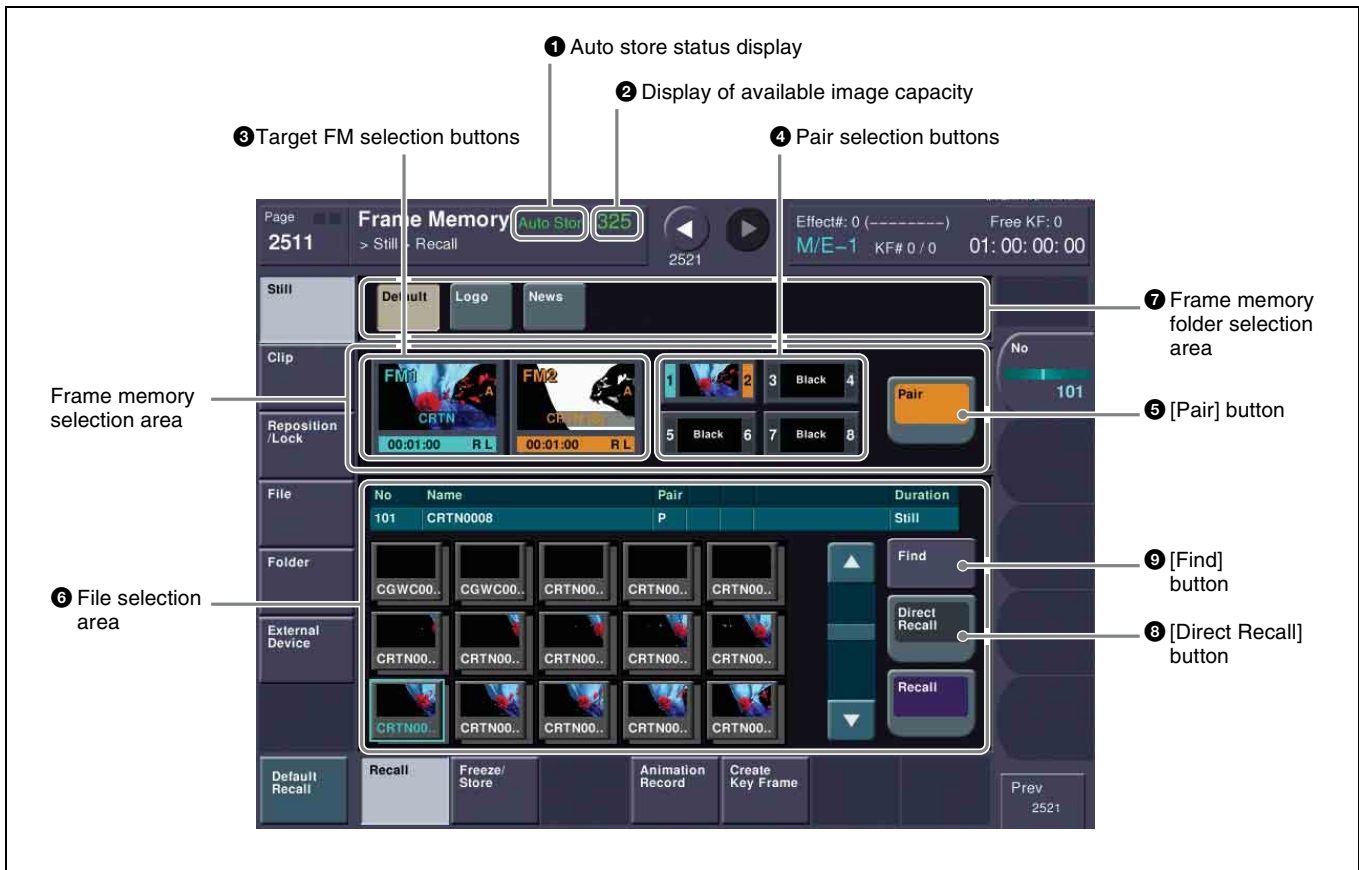 ❶ Auto store status display
❷ Display of available image capacity
❸Target FM selection buttons
❹ Pair selection buttons
Page
2511
Frame Memory
> Still > Recall
Auto Stor
325
2521
Effect#: 0 (--------)
Free KF: 0
M/E-1 KF# 0 / 0
01: 00: 00: 00
Still
Clip
Reposition
/Lock
File
Folder
External
Device
Default
Recall
Default
Logo
News
❼ Frame memory
folder selection
area
Frame memory
selection area
FM1
A
CRTN
00:01:00 R L
FM2
A
00:01:00 R L
1
2
3 Black 4
5 Black 6
7 Black 8
Pair
No
101
❺ [Pair] button
No Name Pair Duration
101 CRTN0008 P Still
❻ File selection
area
CGWC00..
CGWC00..
CRTN00..
CRTN00..
CRTN00..
CRTN00..
CRTN00..
CRTN00..
CRTN00..
CRTN00..
CRTN00..
CRTN00..
CRTN00..
CRTN00..
CRTN00..
Find
Direct
Recall
Recall
❾ [Find]
button
❽ [Direct Recall]
button
Recall
Freeze/
Store
Animation
Record
Create
Key Frame
Prev
2521